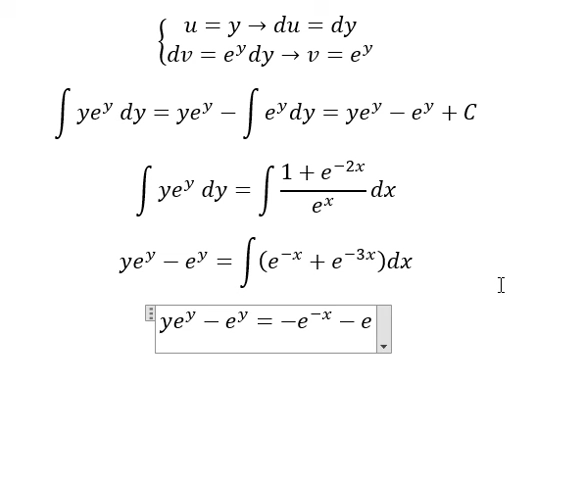 {u = y → du = dy
dv = e^y dy → v = e^y
∫ ye^y dy = ye^y − ∫ e^y dy = ye^y − e^y + C
∫ ye^y dy = ∫ (1 + e^(−2x))/e^x dx
ye^y − e^y = ∫(e^(−x) + e^(−3x))dx
ye^y − e^y = −e^(−x) − e